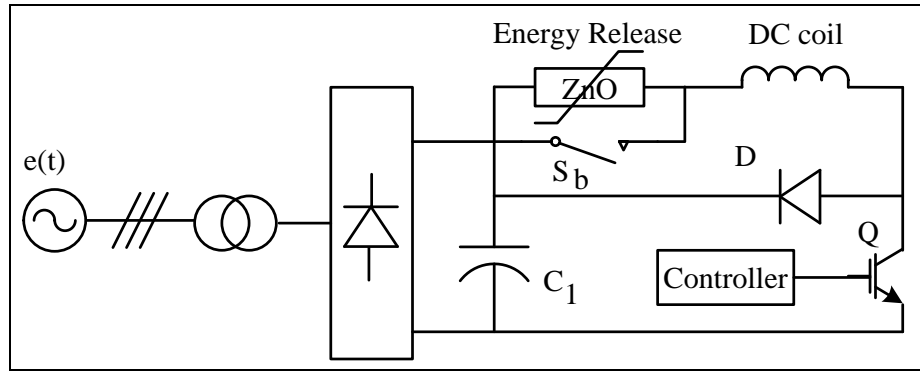 Energy Release
DC coil
ZnO
e(t)
S b
D
Q
C 1
Controller